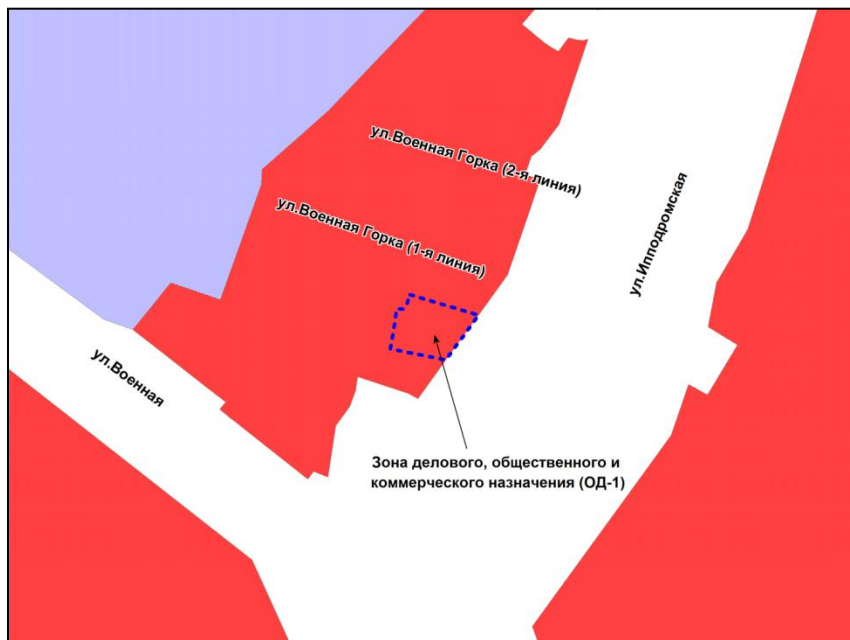 ул.Военная Горка (2-я линия)
ул.Военная Горка (1-я линия)
ул.Ипподромская
ул.Военная
Зона делового, общественного и
коммерческого назначения (ОД-1)